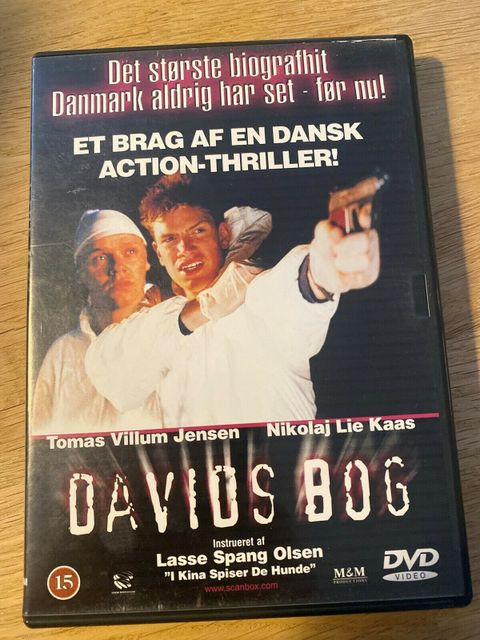 Det største biografhit
Danmark aldrig har set - før nu!
ET BRAG AF EN DANSK
ACTION-THRILLER!
Tomas Villum Jensen Nikolaj Lie Kaas
DAVIDS BOG
Instrueret af
Lasse Spang Olsen
"I Kina Spiser De Hunde"
www.scanbox.com
15
M&M
PRODUCTIONS
DVD
VIDEO